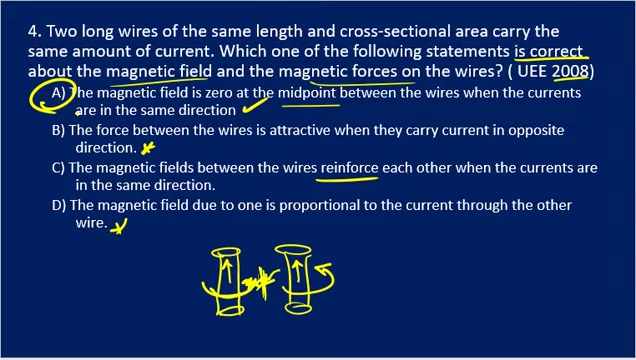 4. Two long wires of the same length and cross-sectional area carry the
same amount of current. Which one of the following statements is correct
about the magnetic field and the magnetic forces on the wires? ( UEE 2008)
A) The magnetic field is zero at the midpoint between the wires when the currents
are in the same direction
B) The force between the wires is attractive when they carry current in opposite
direction.
C) The magnetic fields between the wires reinforce each other when the currents are
in the same direction.
D) The magnetic field due to one is proportional to the current through the other
wire.